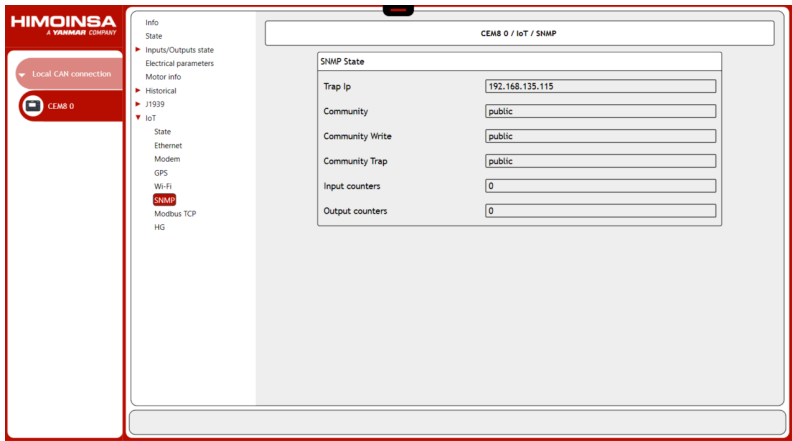 HIMOINSA
A YANMAR COMPANY
Local CAN connection
CEM8 0
Info
State
Inputs/Outputs state
Electrical parameters
Motor info
Historical
J1939
IoT
State
Ethernet
Modem
GPS
Wi-Fi
SNMP
Modbus TCP
HG
CEM8 0 / IoT / SNMP
SNMP State
Trap Ip 192.168.135.115
Community public
Community Write public
Community Trap public
Input counters 0
Output counters 0